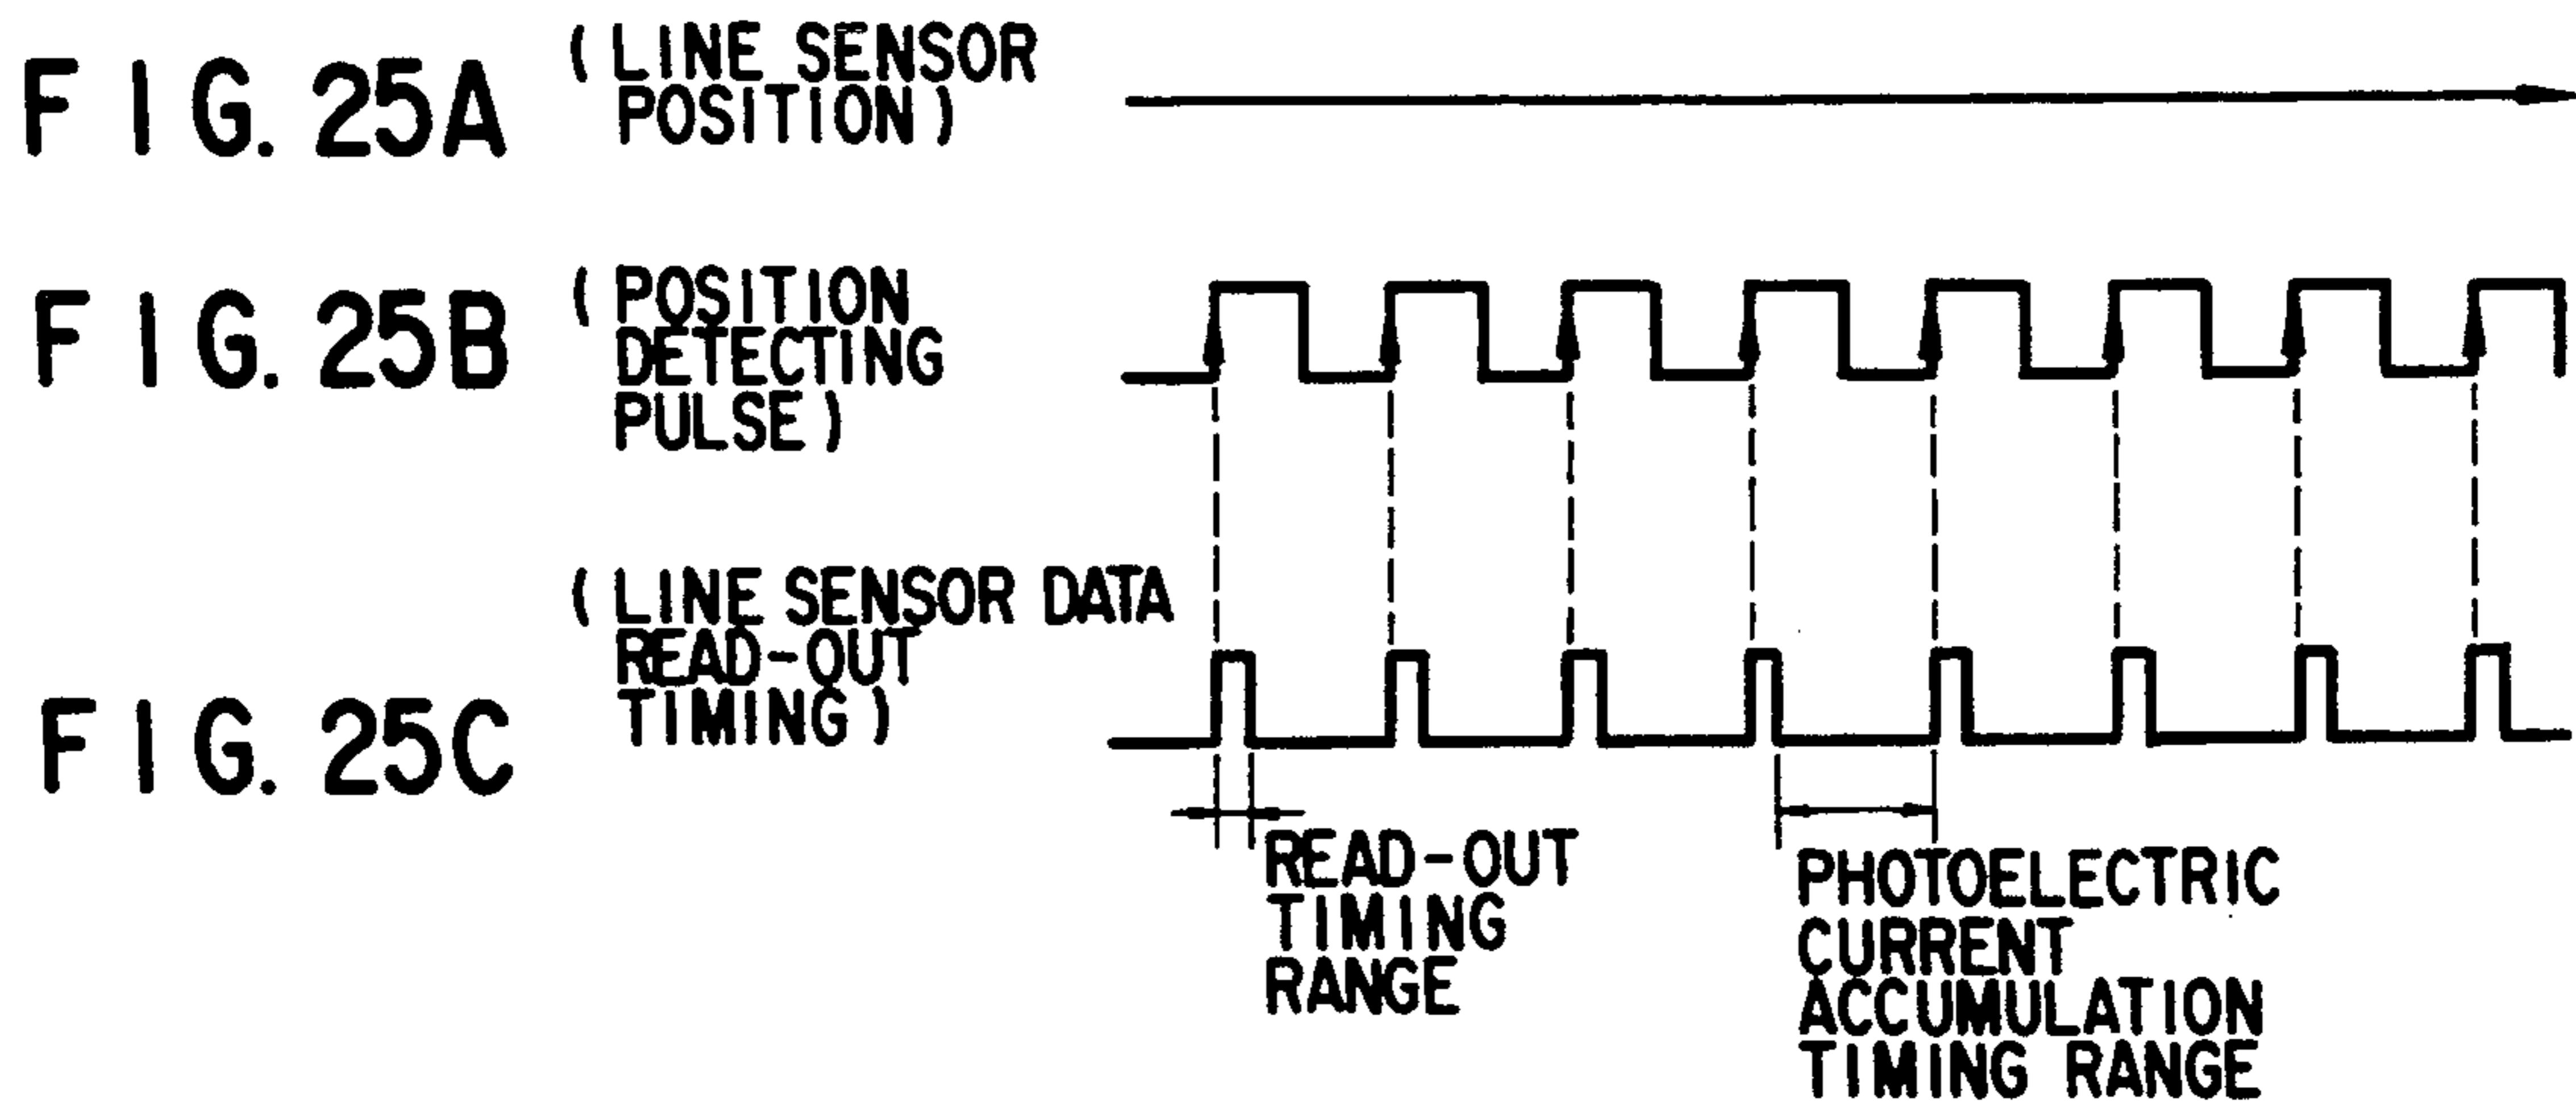 FIG. 25A
(LINE SENSOR
POSITION)
FIG. 25B
(POSITION
DETECTING
PULSE)
FIG. 25C
(LINE SENSOR DATA
READ-OUT
TIMING)
READ-OUT
TIMING
RANGE
PHOTOELECTRIC
CURRENT
ACCUMULATION
TIMING RANGE